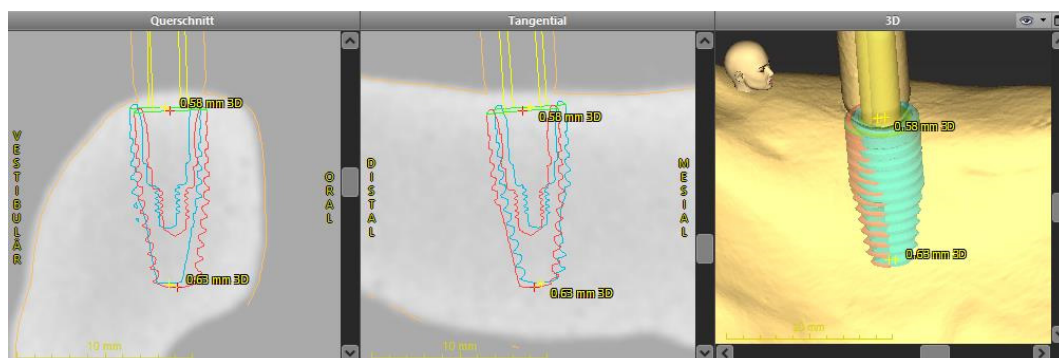 Querschnitt
Tangential
3D
0.58 mm 3D
0.58 mm 3D
0.58 mm 3D
VESTIBULÄR
ORAL
DISTAL
MESIAL
0.63 mm 3D
0.63 mm 3D
0.63 mm 3D
10 mm
10 mm